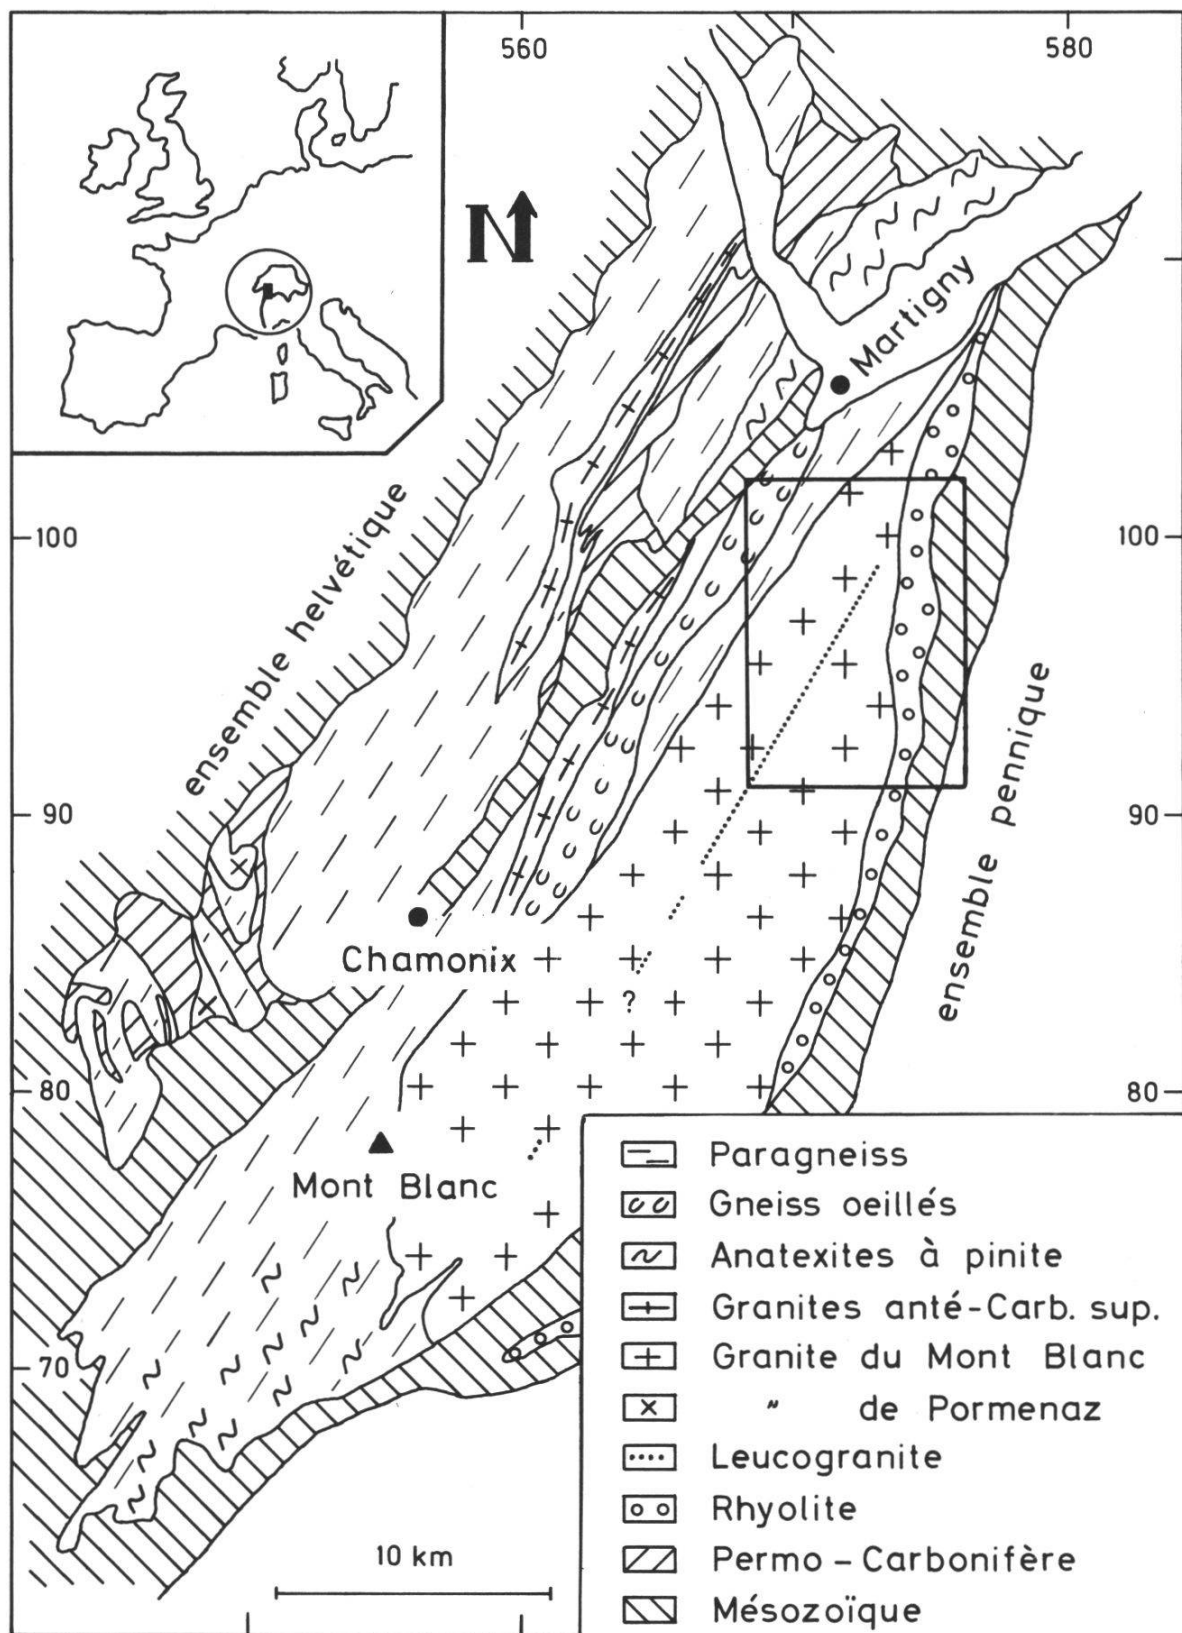 560
580
N
Martigny
ensemble helvétique
100
100
90
90
ensemble pennique
Chamonix
?
80
80
Mont Blanc
70
10 km
Paragneiss
Gneiss oeillés
Anatexites à pinite
Granites anté-Carb. sup.
Granite du Mont Blanc
" de Pormenaz
Leucogranite
Rhyolite
Permo – Carbonifère
Mésozoïque